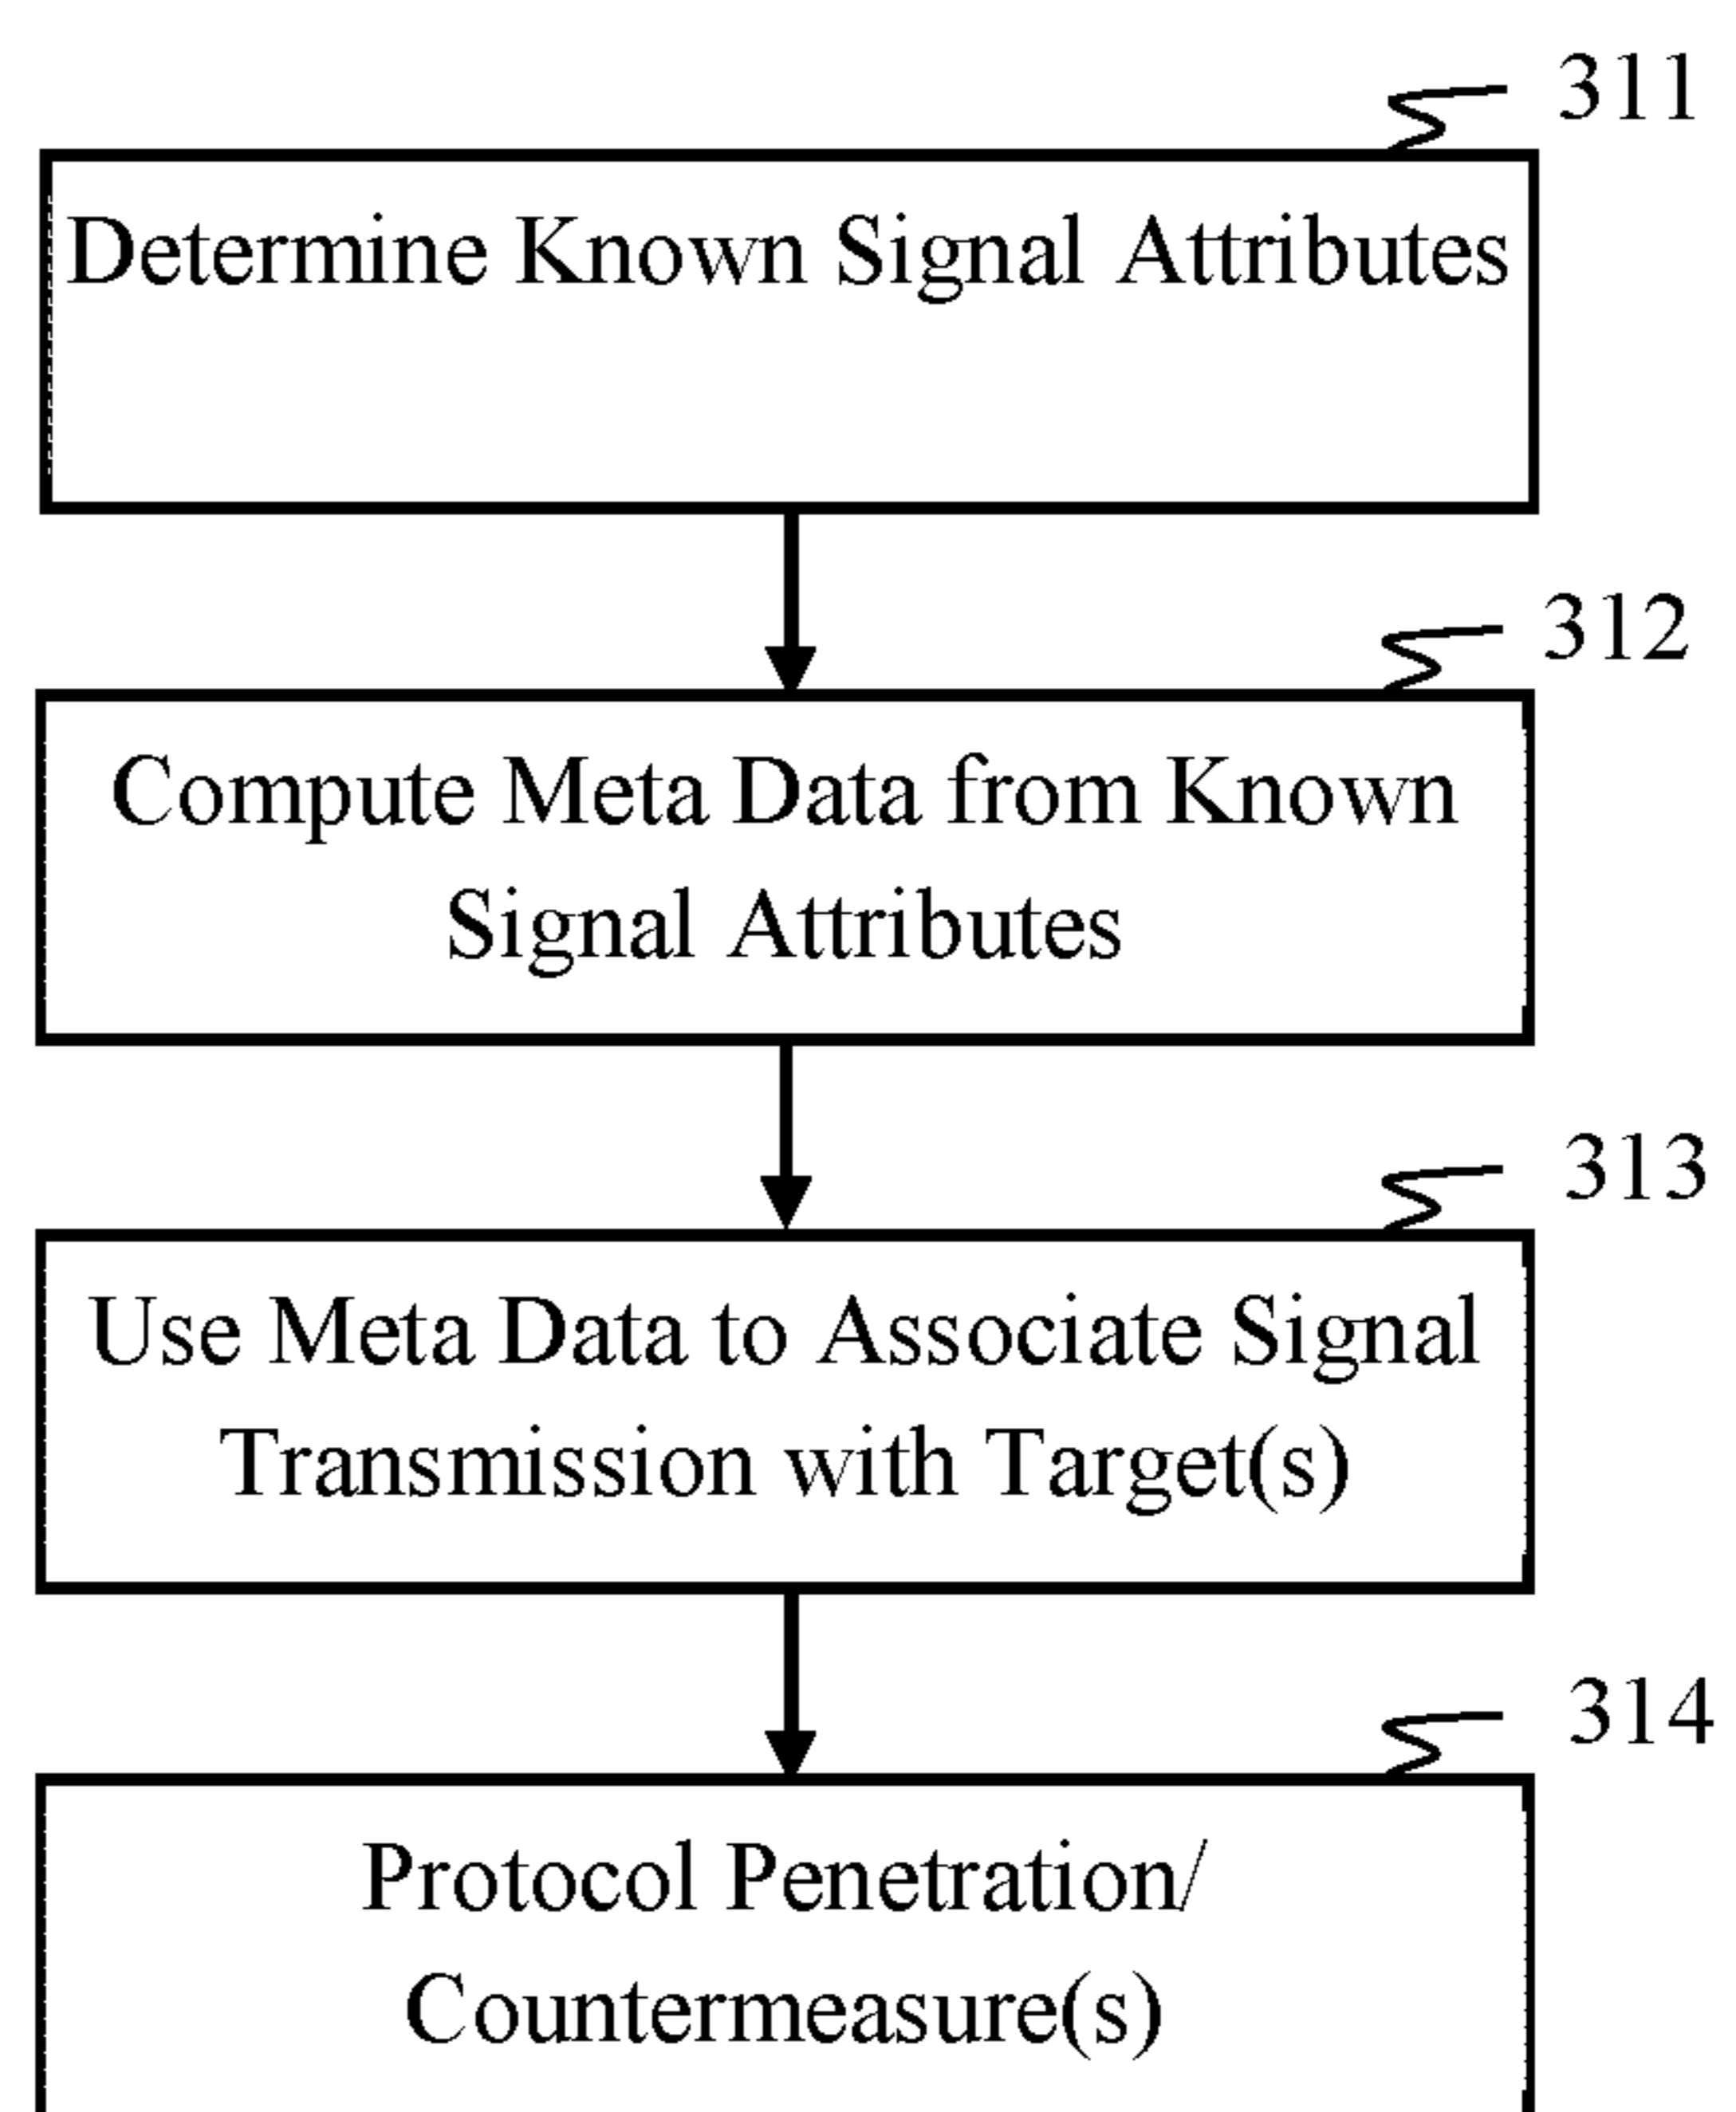 311
Determine Known Signal Attributes
312
Compute Meta Data from Known
Signal Attributes
313
Use Meta Data to Associate Signal
Transmission with Target(s)
314
Protocol Penetration/
Countermeasure(s)